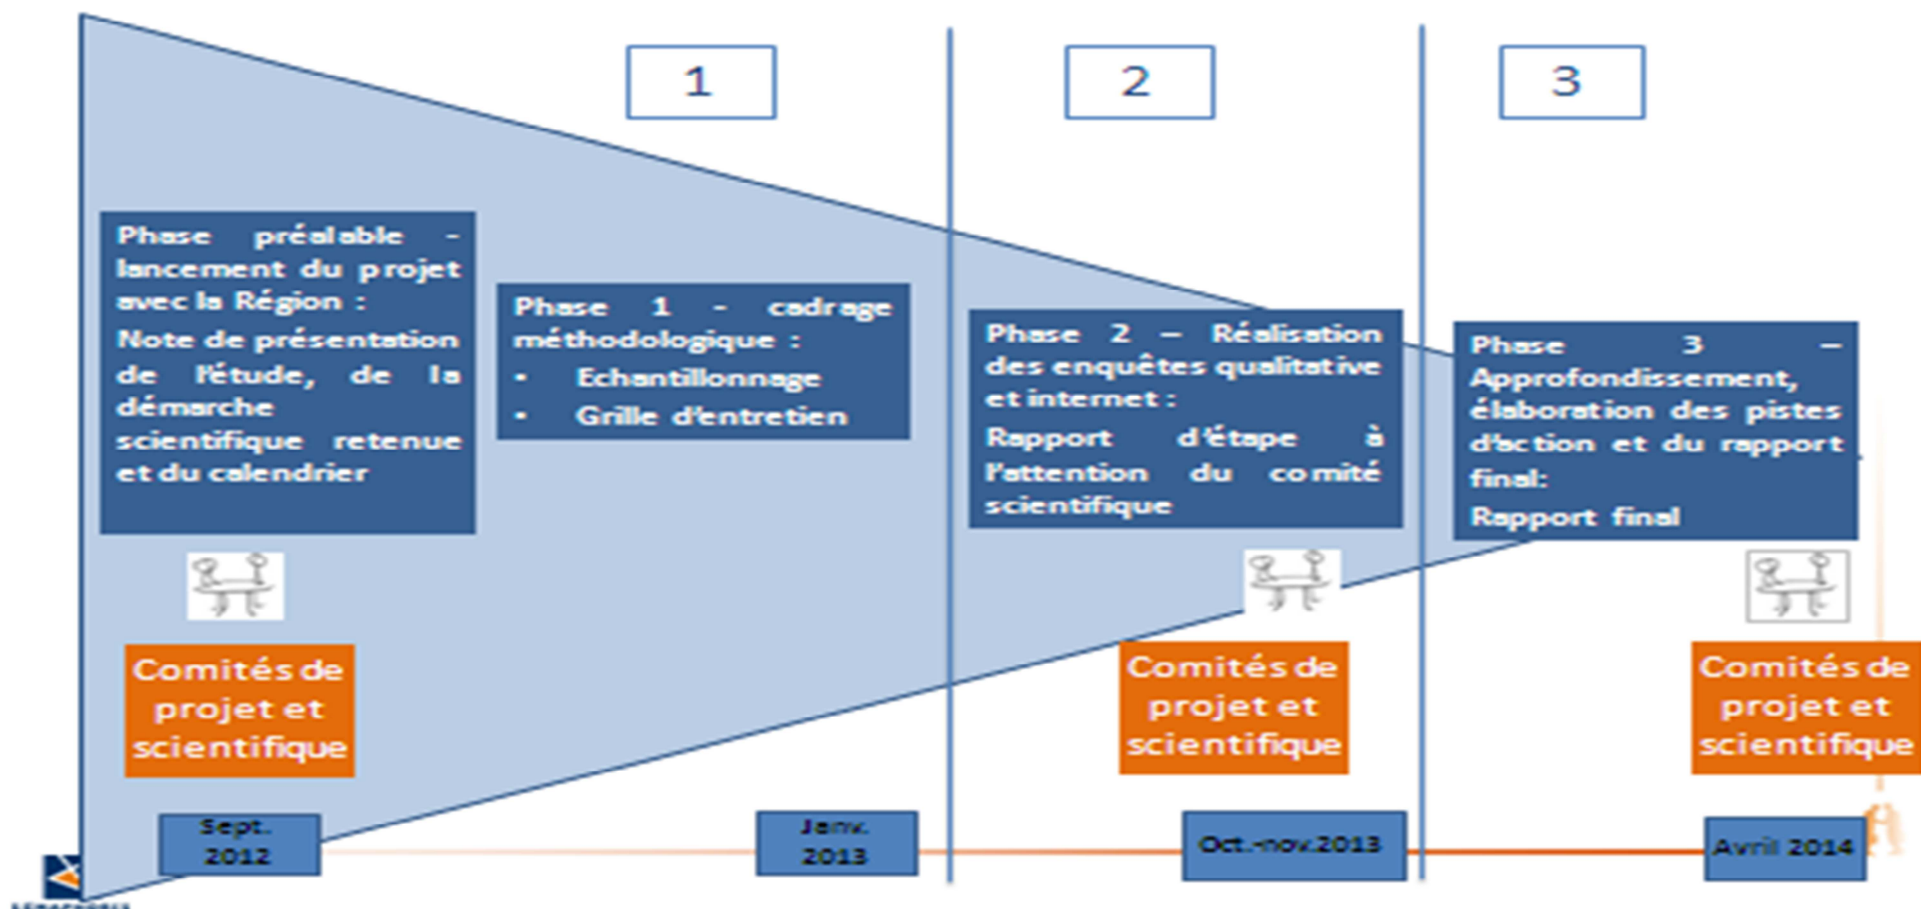 1
2
3
Phase préalable -
lancement du projet
avec la Région :
Note de présentation
de l'étude, de la
démarche
scientifique retenue
et du calendrier
Phase 1 - cadrage
méthodologique :
• Echantillonnage
• Grille d'entretien
Phase 2 – Réalisation
des enquêtes qualitative
et internet :
Rapport d'étape à
l'attention du comité
scientifique
Phase 3 –
Approfondissement,
élaboration des pistes
d'action et du rapport
final:
Rapport final
Comités de
projet et
scientifique
Comités de
projet et
scientifique
Comités de
projet et
scientifique
Sept.
2012
Janv.
2013
Oct.-nov.2013
Avril 2014